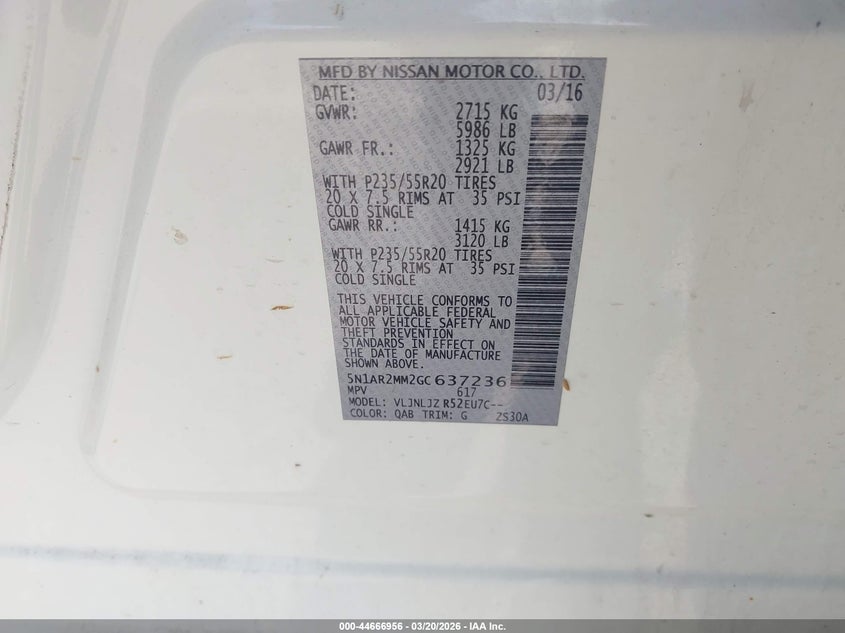 MFD BY NISSAN MOTOR CO., LTD.
DATE: 03/16
GVWR: 2715 KG
5986 LB
GAWR FR.: 1325 KG
2921 LB
WITH P235/55R20 TIRES
20 X 7.5 RIMS AT 35 PSI
COLD SINGLE
GAWR RR.: 1415 KG
3120 LB
WITH P235/55R20 TIRES
20 X 7.5 RIMS AT 35 PSI
COLD SINGLE
THIS VEHICLE CONFORMS TO
ALL APPLICABLE FEDERAL
MOTOR VEHICLE SAFETY AND
THEFT PREVENTION
STANDARDS IN EFFECT ON
THE DATE OF MANUFACTURE
SHOWN ABOVE.
5N1AR2MM2GC637236
MPV 617
MODEL: VLJNLJZ R52EU7C--
COLOR: QAB TRIM: G 2S30A
000-44666956 - 03/20/2026 - IAA Inc.